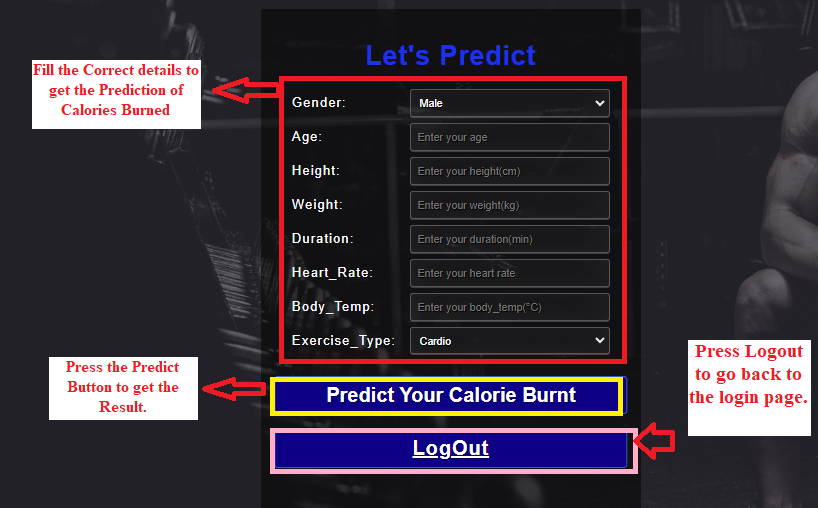 Let's Predict
Fill the Correct details to
get the Prediction of
Calories Burned
Gender:
Male
Age:
Enter your age
Height:
Enter your height(cm)
Weight:
Enter your weight(kg)
Duration:
Enter your duration(min)
Heart_Rate:
Enter your heart rate
Body_Temp:
Enter your body_temp(°C)
Exercise_Type:
Cardio
Press the Predict
Button to get the
Result.
Predict Your Calorie Burnt
Press Logout
to go back to
the login page.
LogOut